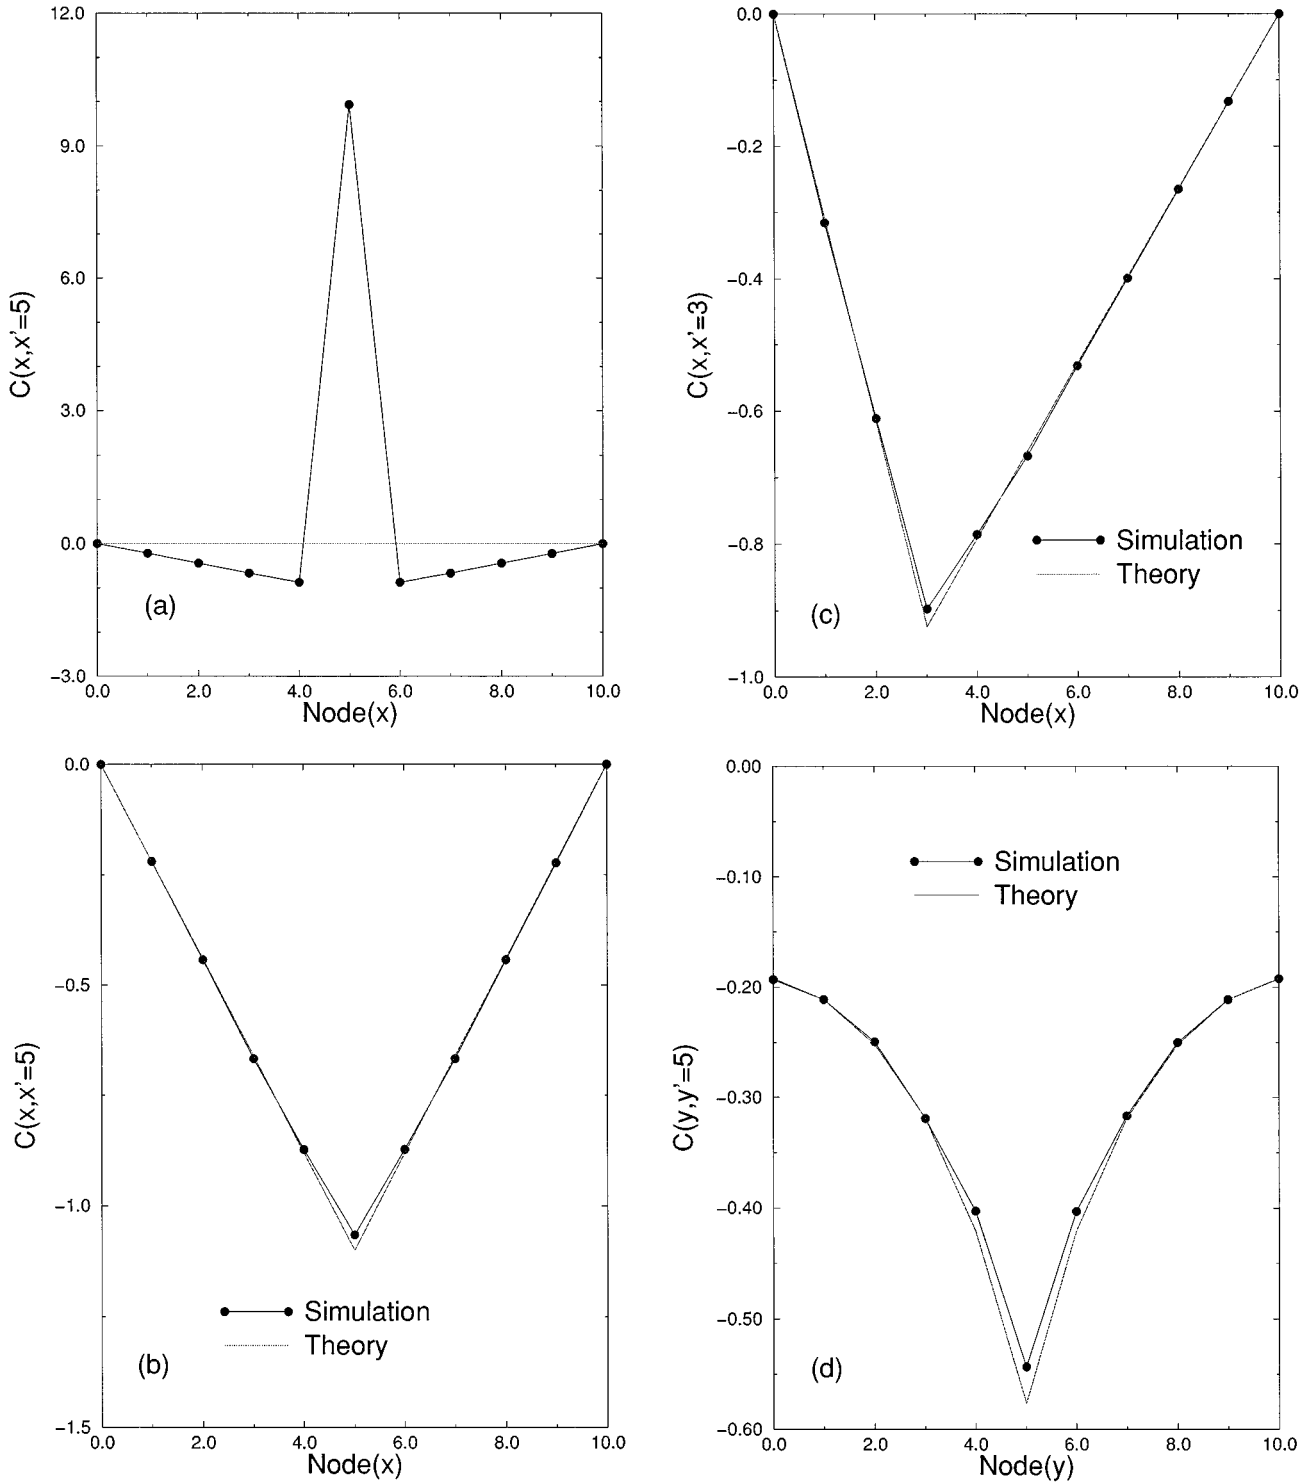 12.0
9.0
6.0
3.0
0.0
−3.0
C(x,x'=5)
(a)
0.0 2.0 4.0 6.0 8.0 10.0
Node(x)
0.0
−0.2
−0.4
−0.6
−0.8
−1.0
C(x,x'=3)
Simulation
Theory
(c)
0.0 2.0 4.0 6.0 8.0 10.0
Node(x)
0.0
−0.5
−1.0
−1.5
C(x,x'=5)
Simulation
Theory
(b)
0.0 2.0 4.0 6.0 8.0 10.0
Node(x)
0.00
−0.10
−0.20
−0.30
−0.40
−0.50
−0.60
C(y,y'=5)
Simulation
Theory
(d)
0.0 2.0 4.0 6.0 8.0 10.0
Node(y)